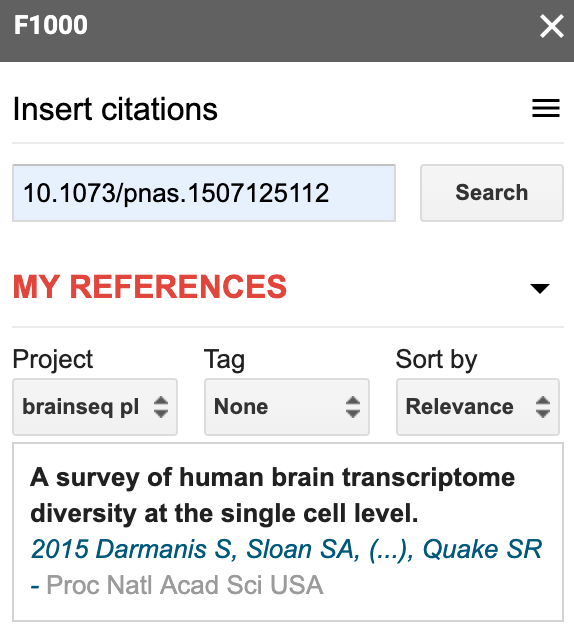 F1000
Insert citations
10.1073/pnas.1507125112 Search
MY REFERENCES
Project Tag Sort by
brainseq pl None Relevance
A survey of human brain transcriptome
diversity at the single cell level.
2015 Darmanis S, Sloan SA, (...), Quake SR
- Proc Natl Acad Sci USA